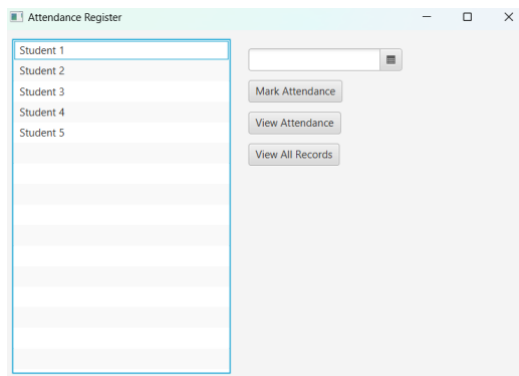 Attendance Register
Student 1
Student 2
Student 3
Student 4
Student 5
Mark Attendance
View Attendance
View All Records